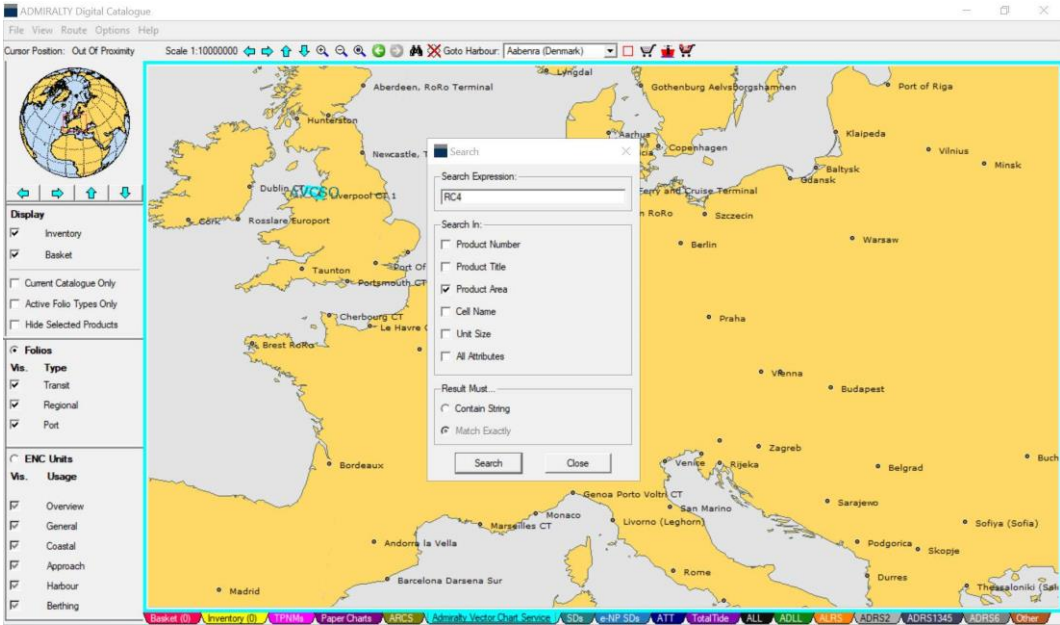 ADMIRALTY Digital Catalogue
File View Route Options Help
Cursor Position: Out Of Proximity
Scale 1:10000000
Goto Harbour: Aabenra (Denmark)
Display
Inventory
Basket
Current Catalogue Only
Active Folio Types Only
Hide Selected Products
Folios
Vis. Type
Transit
Regional
Port
ENC Units
Vis. Usage
Overview
General
Coastal
Approach
Harbour
Berthing
Lyngdal
Aberdeen, RoRo Terminal
Gothenburg Aelvsborgshamnen
Port of Riga
Hunterston
Aarhus
Klaipeda
Newcastle, T
Copenhagen
Vilnius
Minsk
Baltysk
Gdansk
Dublin
AVCSO
Liverpool CT 1
Ferry and Cruise Terminal
Cork
Rosslare Europort
n RoRo
Szczecin
Berlin
Warsaw
Taunton
Port Of
Portsmouth CT
Cherbourg CT
Le Havre
Praha
Brest RoRo
Vienna
Budapest
Zagreb
Bordeaux
Venice
Rijeka
Belgrad
Buch
Genoa Porto Voltri CT
San Marino
Monaco
Marseilles CT
Livorno (Leghorn)
Sarajewo
Sofiya (Sofia)
Andorra la Vella
Podgorica
Skopje
Rome
Durres
Barcelona Darsena Sur
Madrid
Thessaloniki (Sal
Search
Search Expression:
RC4
Search In:
Product Number
Product Title
Product Area
Cell Name
Unit Size
All Attributes
Result Must...
Contain String
Match Exactly
Search
Close
Basket (0) Inventory (0) TPNMs Paper Charts ARCS Admiralty Vector Chart Service SDs e-NP SDs ATT TotalTide ALL ADLL ALRS ADRS2 ADRS1345 ADRS6 Other